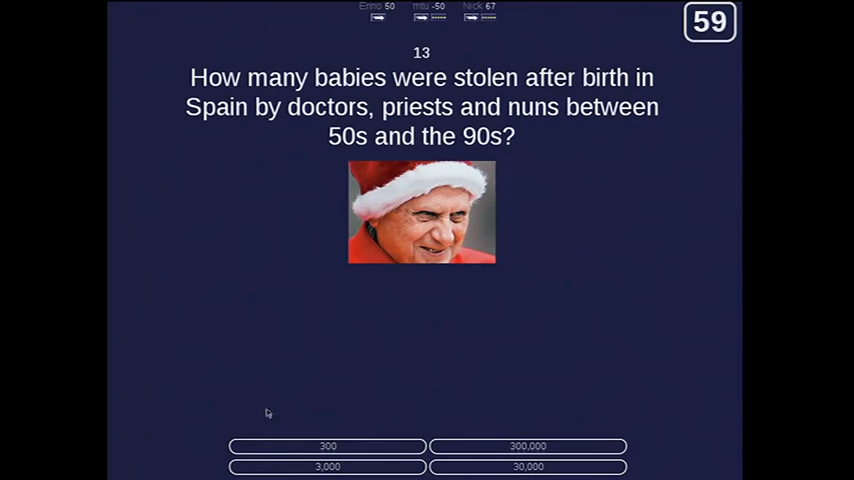 Enno 50 mtu -50 Nick 67
59
13
How many babies were stolen after birth in
Spain by doctors, priests and nuns between
50s and the 90s?
300 300,000
3,000 30,000